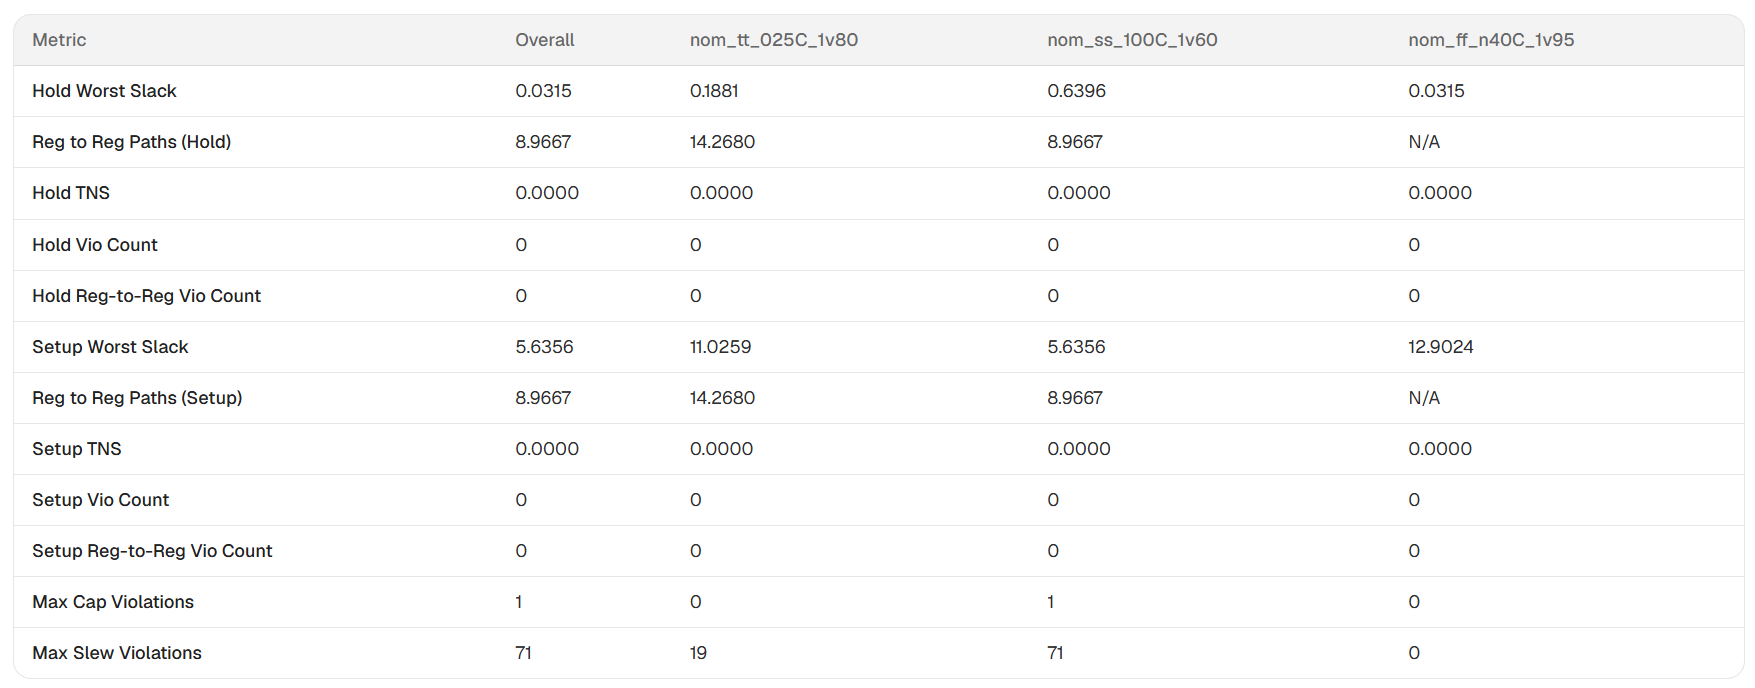 Metric Overall nom_tt_025C_1v80 nom_ss_100C_1v60 nom_ff_n40C_1v95
Hold Worst Slack 0.0315 0.1881 0.6396 0.0315
Reg to Reg Paths (Hold) 8.9667 14.2680 8.9667 N/A
Hold TNS 0.0000 0.0000 0.0000 0.0000
Hold Vio Count 0 0 0 0
Hold Reg-to-Reg Vio Count 0 0 0 0
Setup Worst Slack 5.6356 11.0259 5.6356 12.9024
Reg to Reg Paths (Setup) 8.9667 14.2680 8.9667 N/A
Setup TNS 0.0000 0.0000 0.0000 0.0000
Setup Vio Count 0 0 0 0
Setup Reg-to-Reg Vio Count 0 0 0 0
Max Cap Violations 1 0 1 0
Max Slew Violations 71 19 71 0